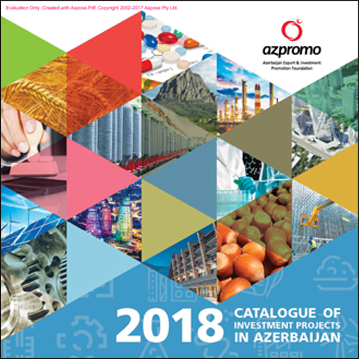 Evaluation Only. Created with Aspose.Pdf. Copyright 2002-2017 Aspose Pty Ltd.
azpromo
Azerbaijan Export & Investment
Promotion Foundation
2018
CATALOGUE OF
INVESTMENT PROJECTS
IN AZERBAIJAN